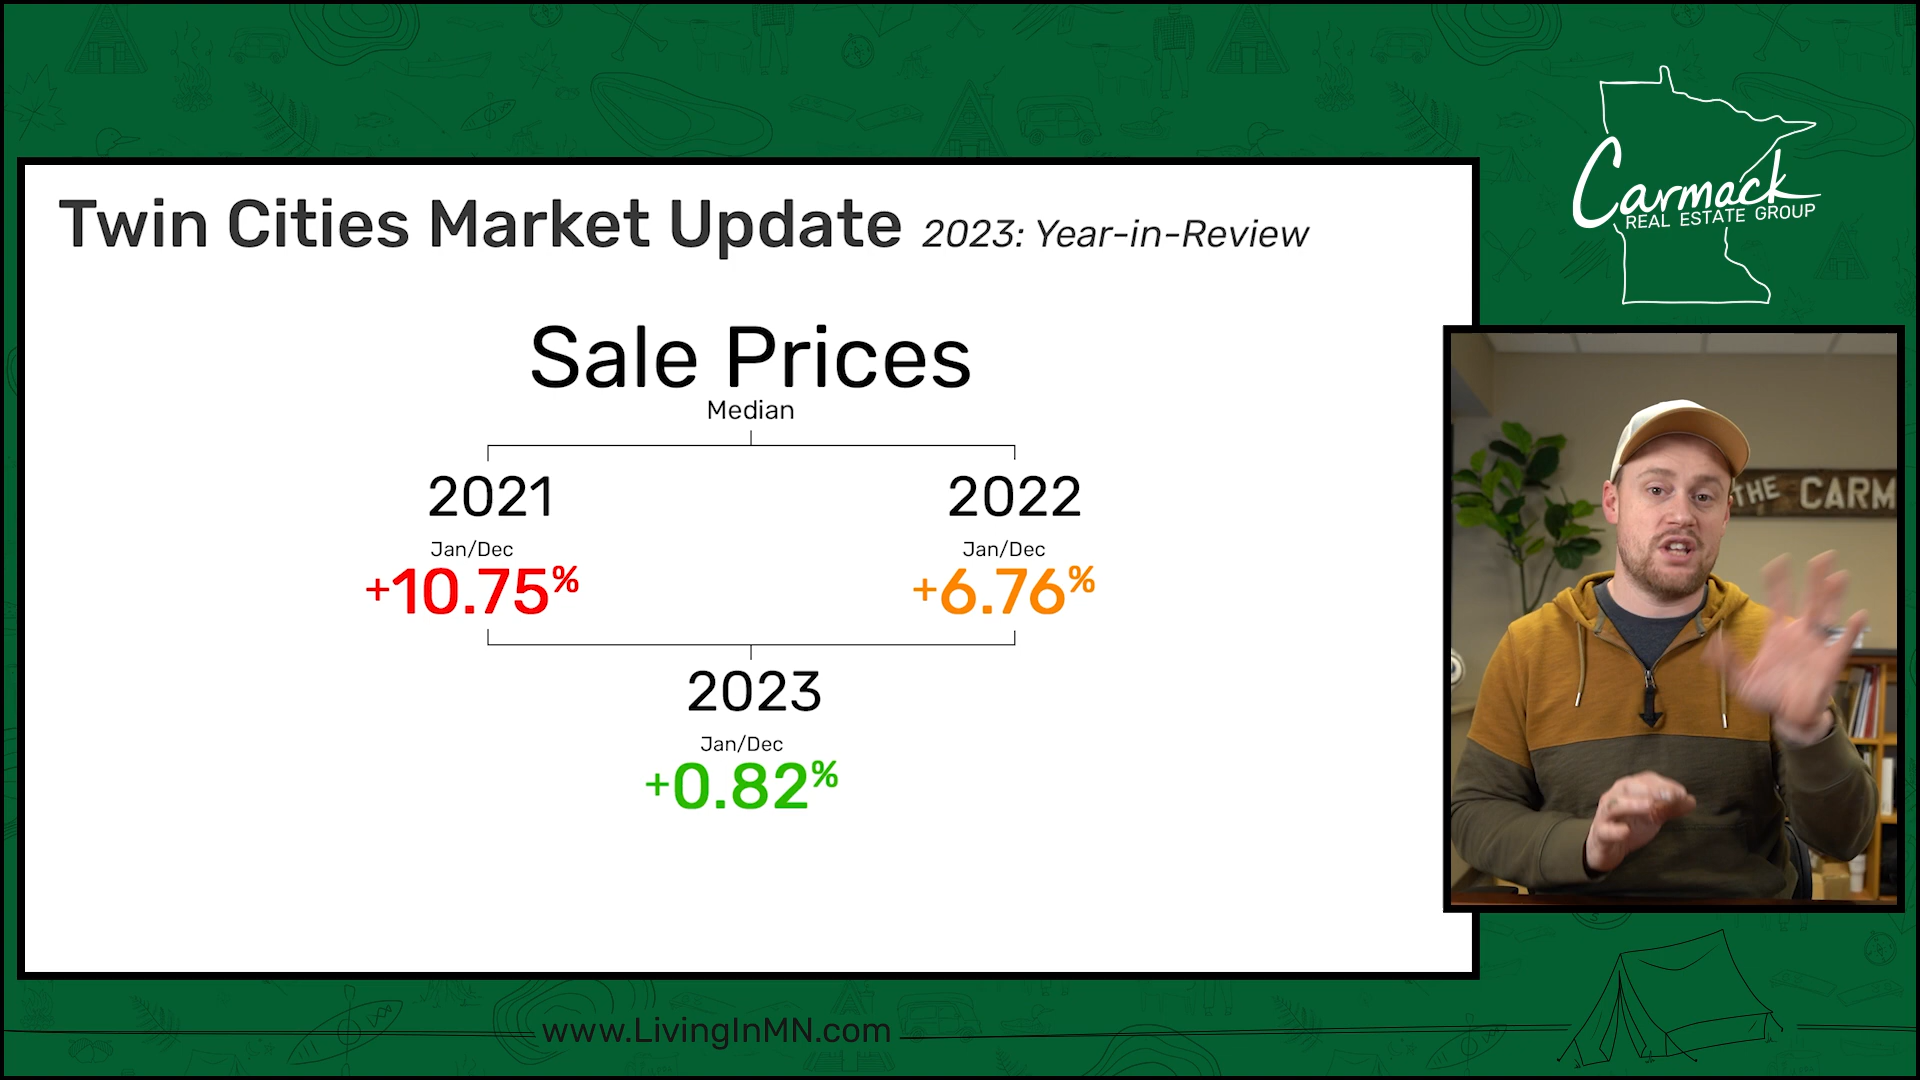 Twin Cities Market Update 2023: Year-in-Review
Carmack
REAL ESTATE GROUP
Sale Prices
Median
2021
2022
Jan/Dec
Jan/Dec
+10.75%
+6.76%
2023
Jan/Dec
+0.82%
THE CARM
www.LivingInMN.com